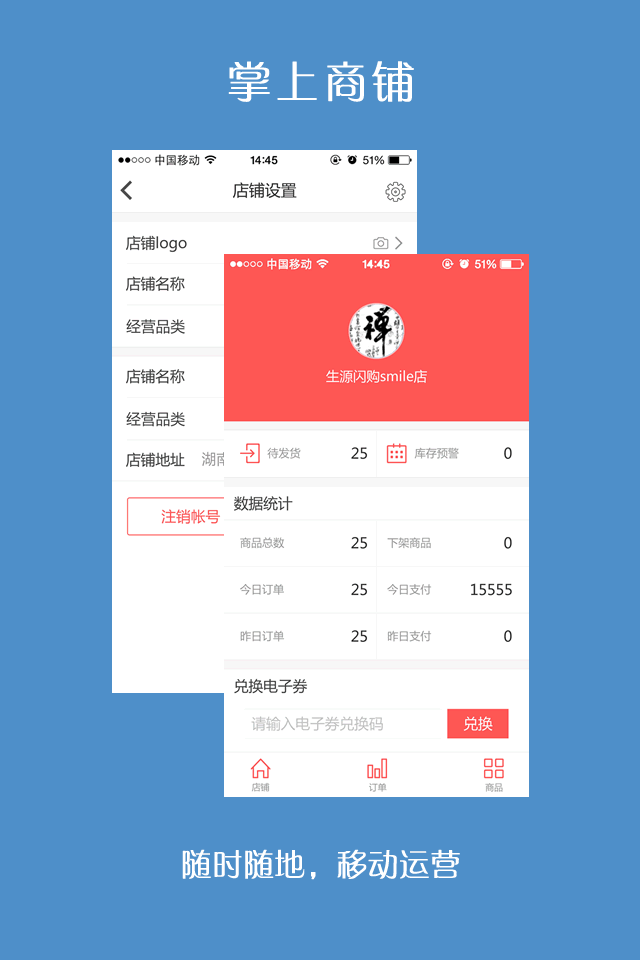 掌上商铺
中国移动 14:45 51%
店铺设置
店铺logo
店铺名称
经营品类
店铺名称
经营品类
店铺地址 湖南
注销帐号
中国移动 14:45 51%
禅
生源闪购smile店
待发货 25 库存预警 0
数据统计
商品总数 25 下架商品 0
今日订单 25 今日支付 15555
昨日订单 25 昨日支付 0
兑换电子券
请输入电子券兑换码 兑换
店铺 订单 商品
随时随地，移动运营